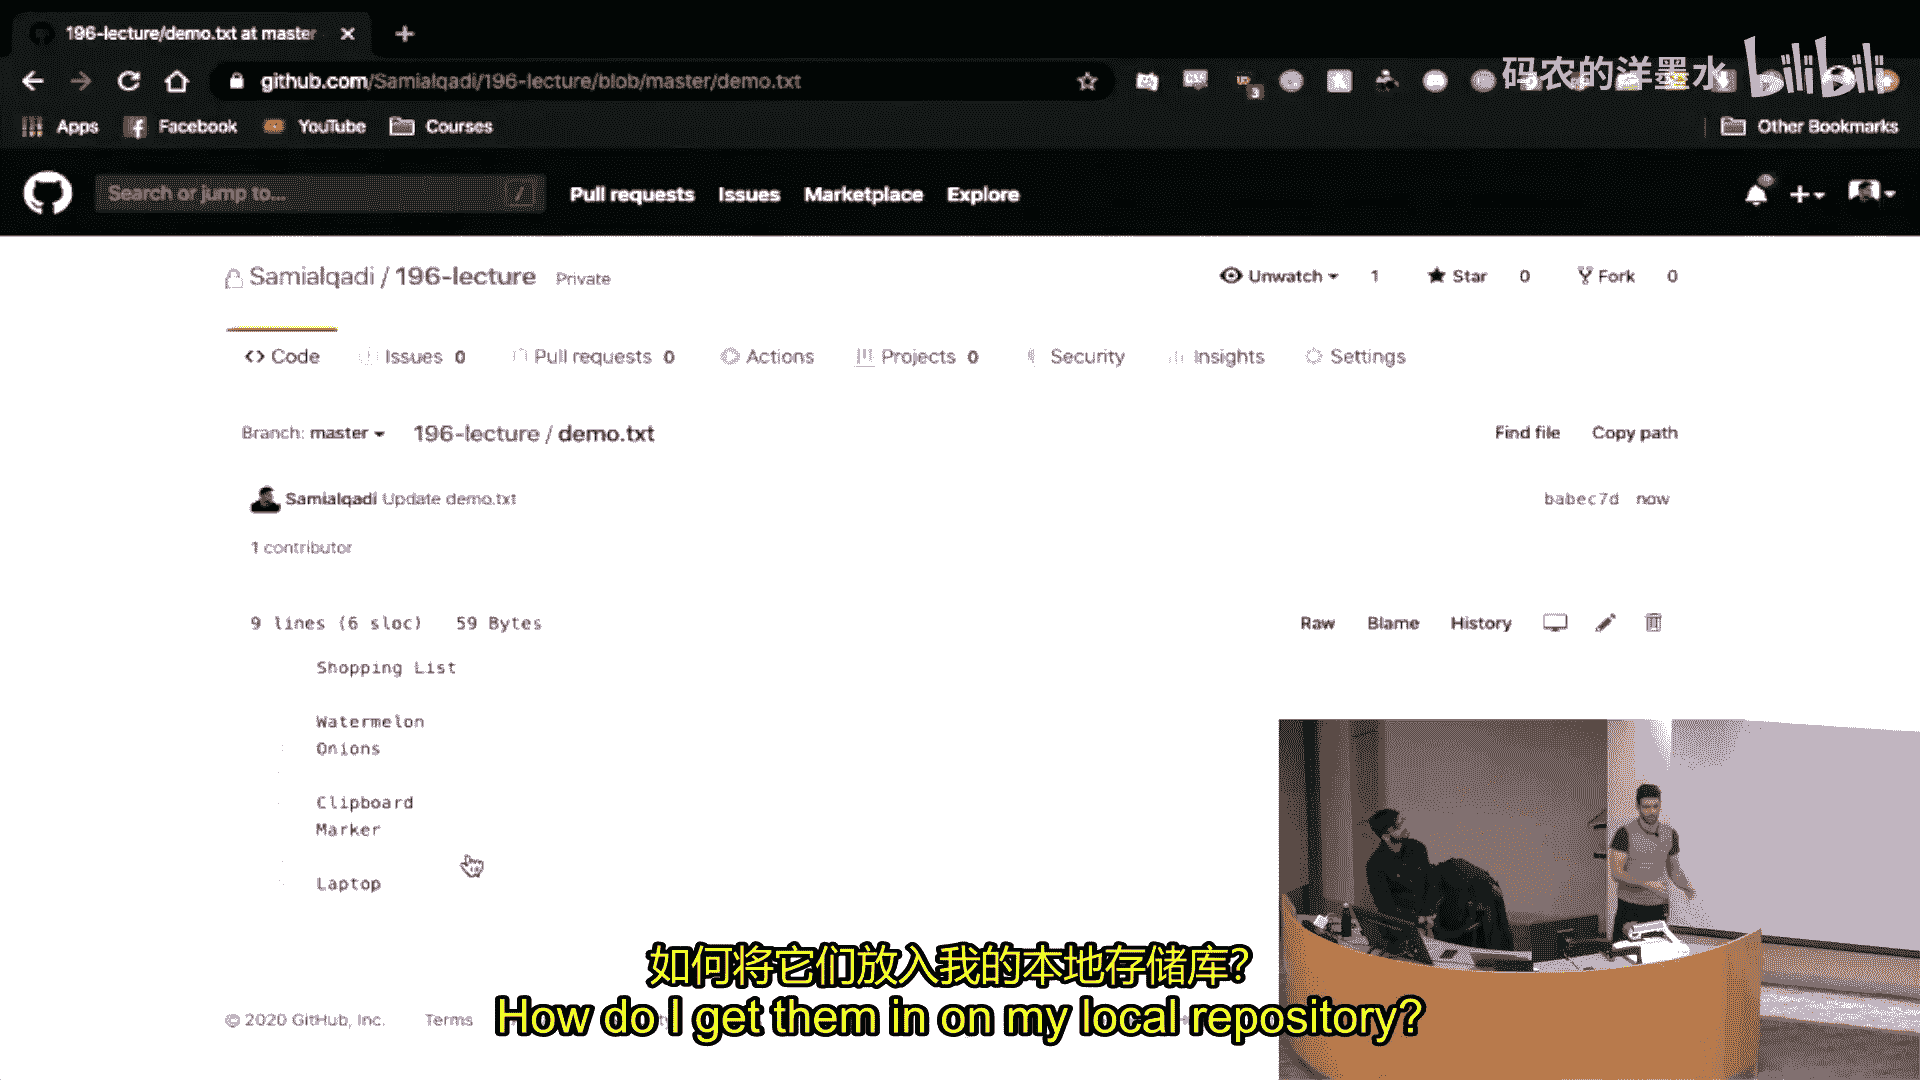 196-lecture/demo.txt at master
github.com/Samialqadi/196-lecture/blob/master/demo.txt
码农的洋墨水 bilibili
Apps Facebook YouTube Courses Other Bookmarks
Search or jump to... / Pull requests Issues Marketplace Explore
Samialqadi / 196-lecture Private Unwatch 1 Star 0 Fork 0
Code Issues 0 Pull requests 0 Actions Projects 0 Security Insights Settings
Branch: master 196-lecture / demo.txt Find file Copy path
Samialqadi Update demo.txt babec7d now
1 contributor
9 lines (6 sloc) 59 Bytes Raw Blame History
Shopping List
Watermelon
Onions
Clipboard
Marker
Laptop
如何将它们放入我的本地存储库?
© 2020 GitHub, Inc. Terms
How do I get them in on my local repository?